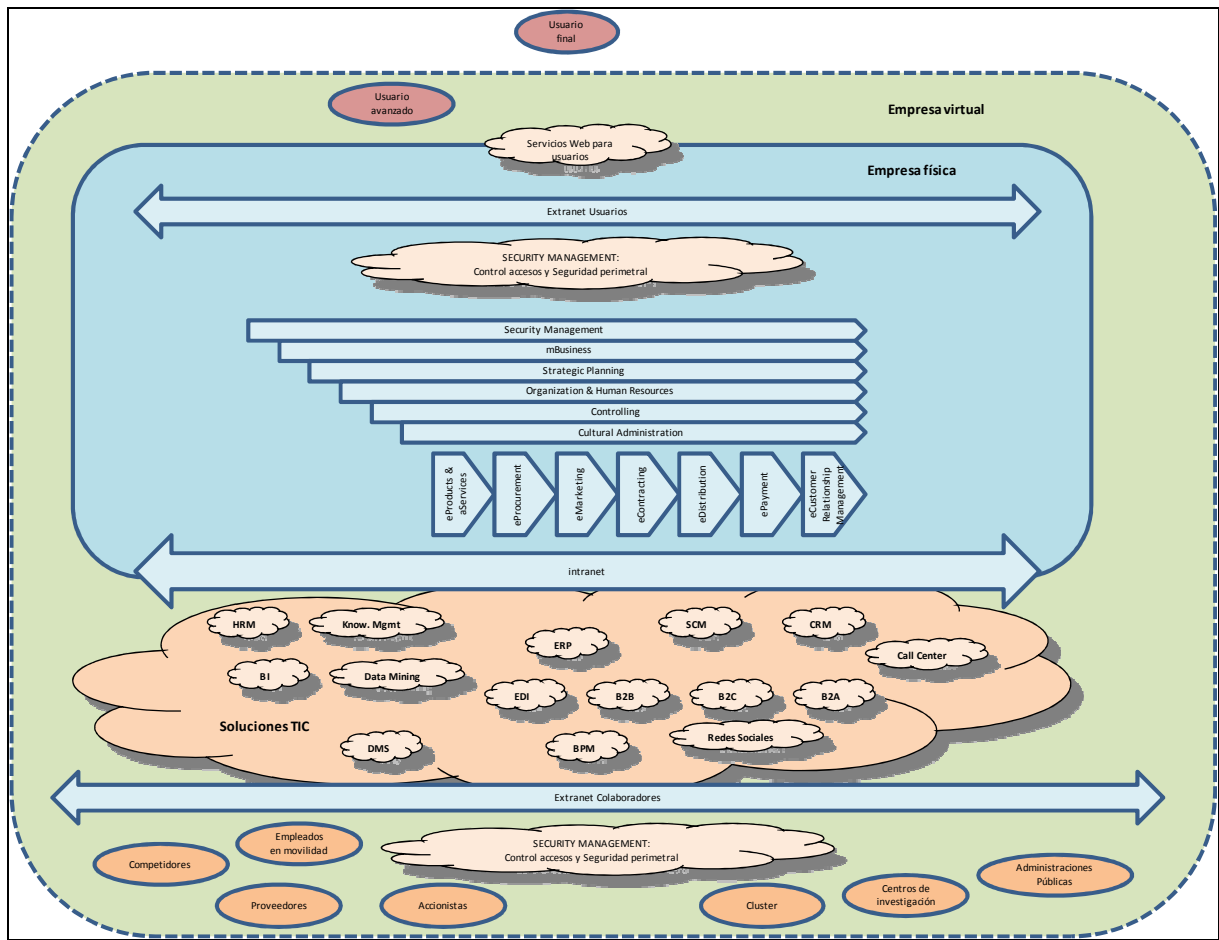 Usuario
final
Usuario
avanzado
Empresa virtual
Servicios Web para
usuarios
Empresa física
Extranet Usuarios
SECURITY MANAGEMENT:
Control accesos y Seguridad perimetral
Security Management
mBusiness
Strategic Planning
Organization & Human Resources
Controlling
Cultural Administration
eProducts &
aServices
eProcurement
eMarketing
eContracting
eDistribution
ePayment
eCustomer
Relationship
Management
intranet
HRM
Know. Mgmt
SCM
CRM
ERP
Call Center
BI
Data Mining
EDI
B2B
B2C
B2A
Soluciones TIC
Redes Sociales
DMS
BPM
Extranet Colaboradores
Empleados
en movilidad
SECURITY MANAGEMENT:
Control accesos y Seguridad perimetral
Competidores
Administraciones
Públicas
Centros de
investigación
Proveedores
Accionistas
Cluster